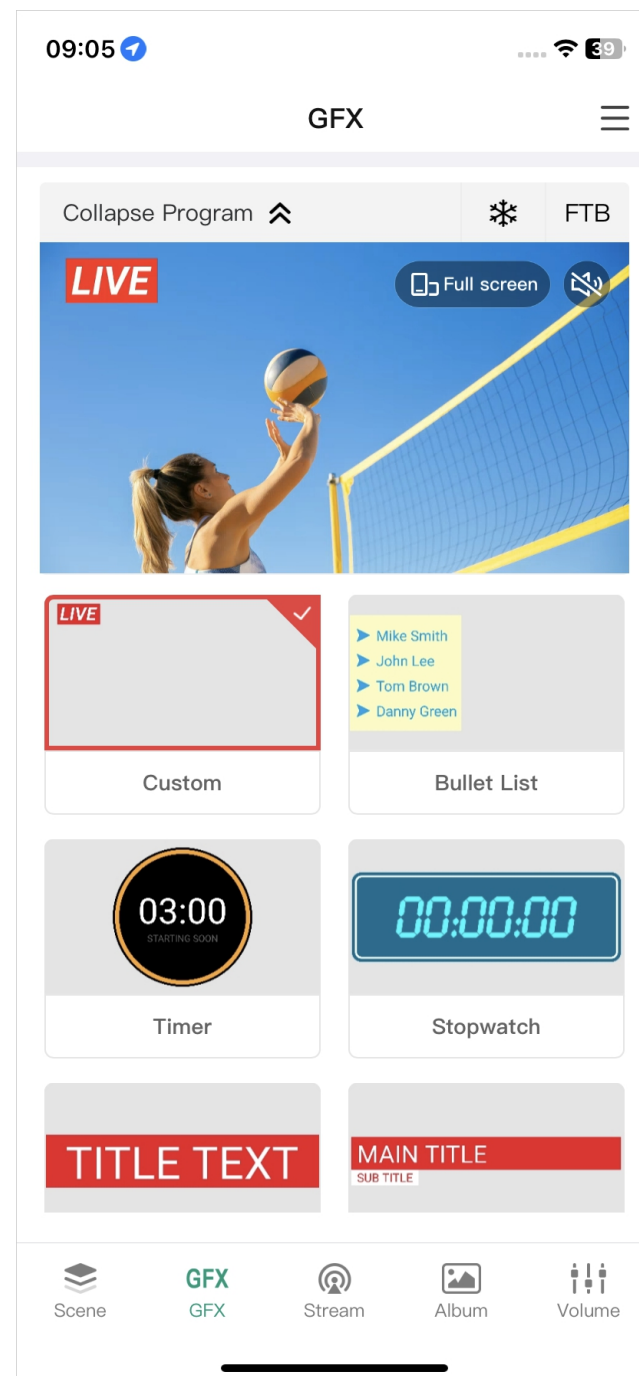 09:05
39
GFX
Collapse Program
FTB
LIVE
Full screen
LIVE
Custom
Mike Smith
John Lee
Tom Brown
Danny Green
Bullet List
03:00
STARTING SOON
Timer
00:00:00
Stopwatch
TITLE TEXT
MAIN TITLE
SUB TITLE
Scene
GFX
GFX
Stream
Album
Volume